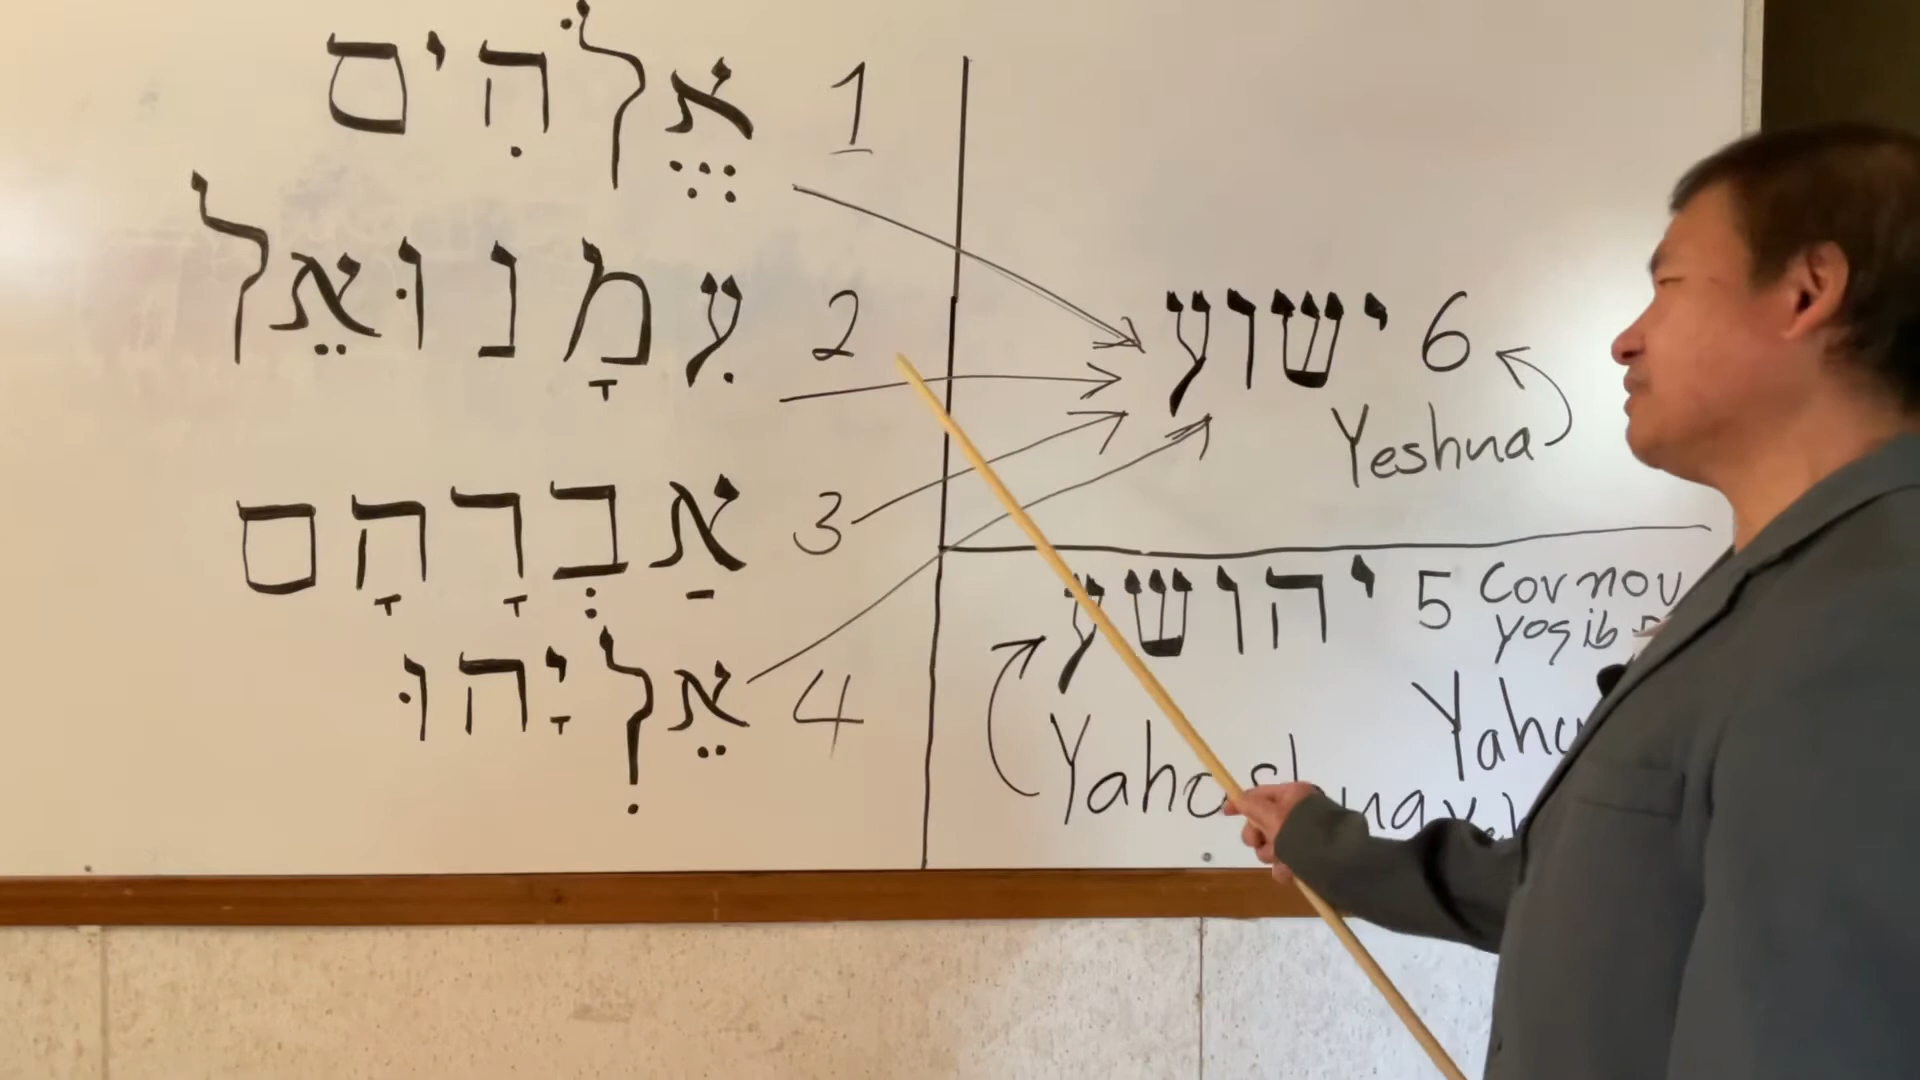 אֱלֹהִים 1
עִמָנוּאֵל 2
אַבְרָהָם 3
אֵלִיָהוּ 4
ישוע 6
Yeshua
יהושע 5
Yahoshua